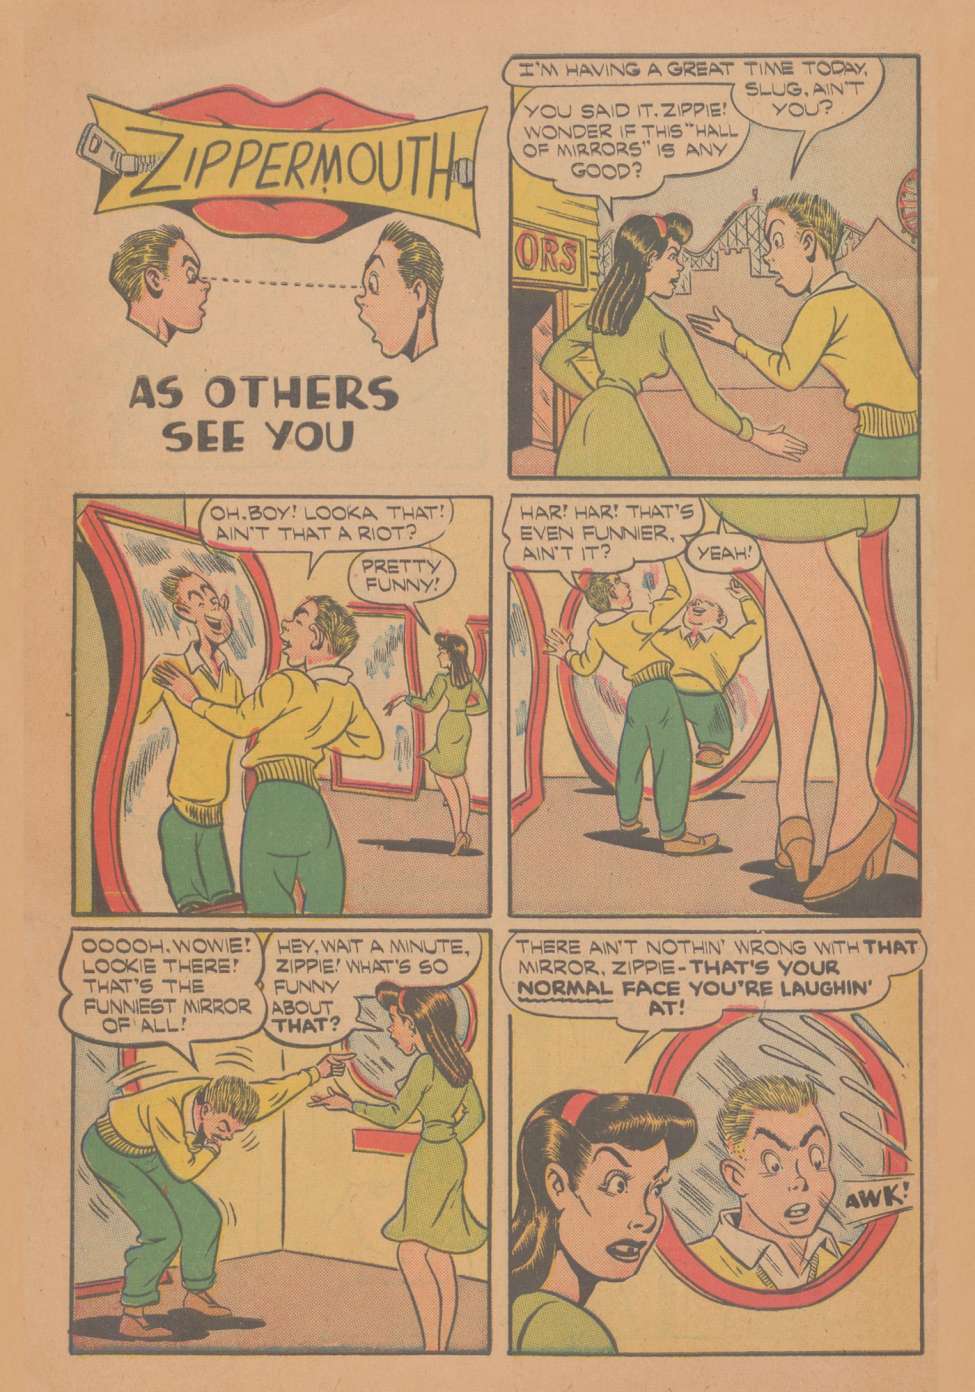 ZIPPERMOUTH
AS OTHERS
SEE YOU
I'M HAVING A GREAT TIME TODAY,
SLUG, AIN'T
YOU?
YOU SAID IT, ZIPPIE!
WONDER IF THIS "HALL
OF MIRRORS" IS ANY
GOOD?
ORS
OH, BOY! LOOKA THAT!
AIN'T THAT A RIOT?
PRETTY
FUNNY!
HAR! HAR! THAT'S
EVEN FUNNIER,
AIN'T IT?
YEAH!
OOOOH, WOWIE!
LOOKIE THERE!
THAT'S THE
FUNNIEST MIRROR
OF ALL!
HEY, WAIT A MINUTE,
ZIPPIE! WHAT'S SO
FUNNY
ABOUT
THAT?
THERE AIN'T NOTHIN' WRONG WITH THAT
MIRROR, ZIPPIE-THAT'S YOUR
NORMAL FACE YOU'RE LAUGHIN'
AT!
AWK!